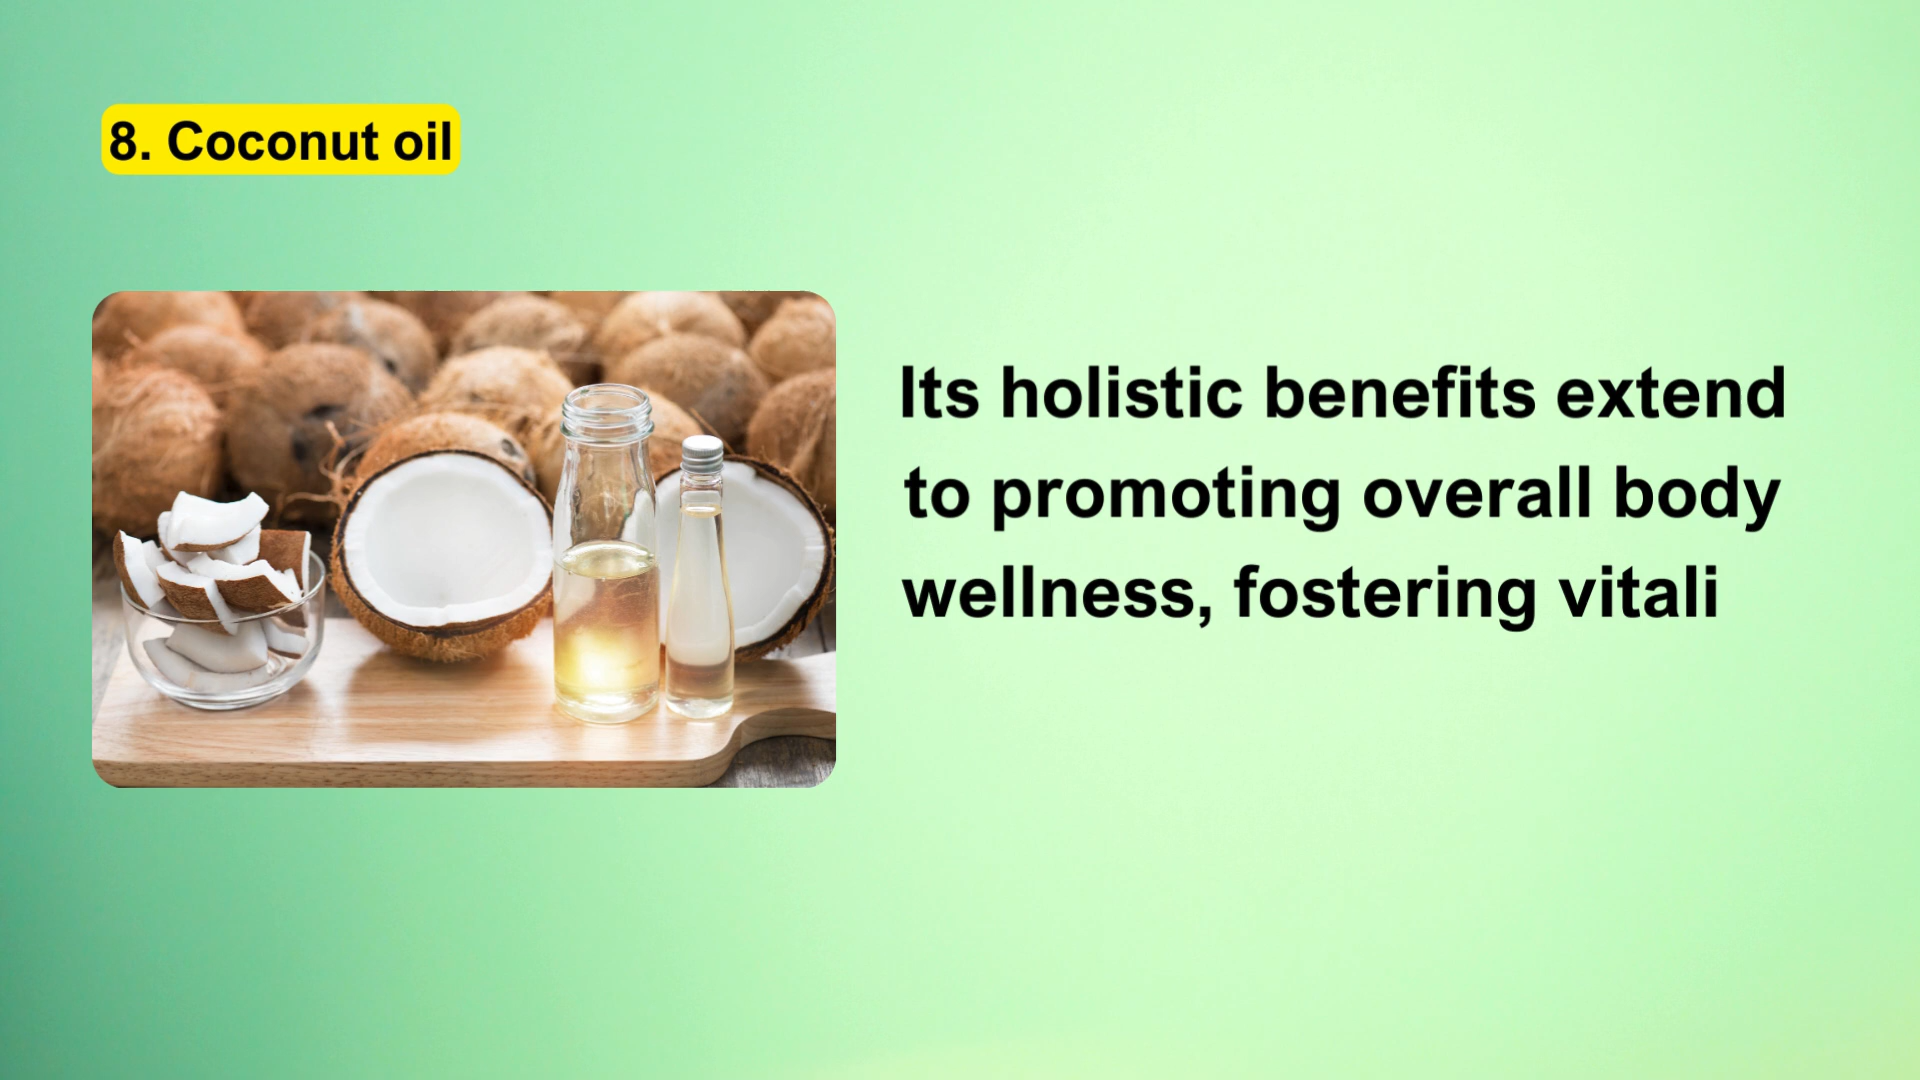 8. Coconut oil
Its holistic benefits extend
to promoting overall body
wellness, fostering vitali